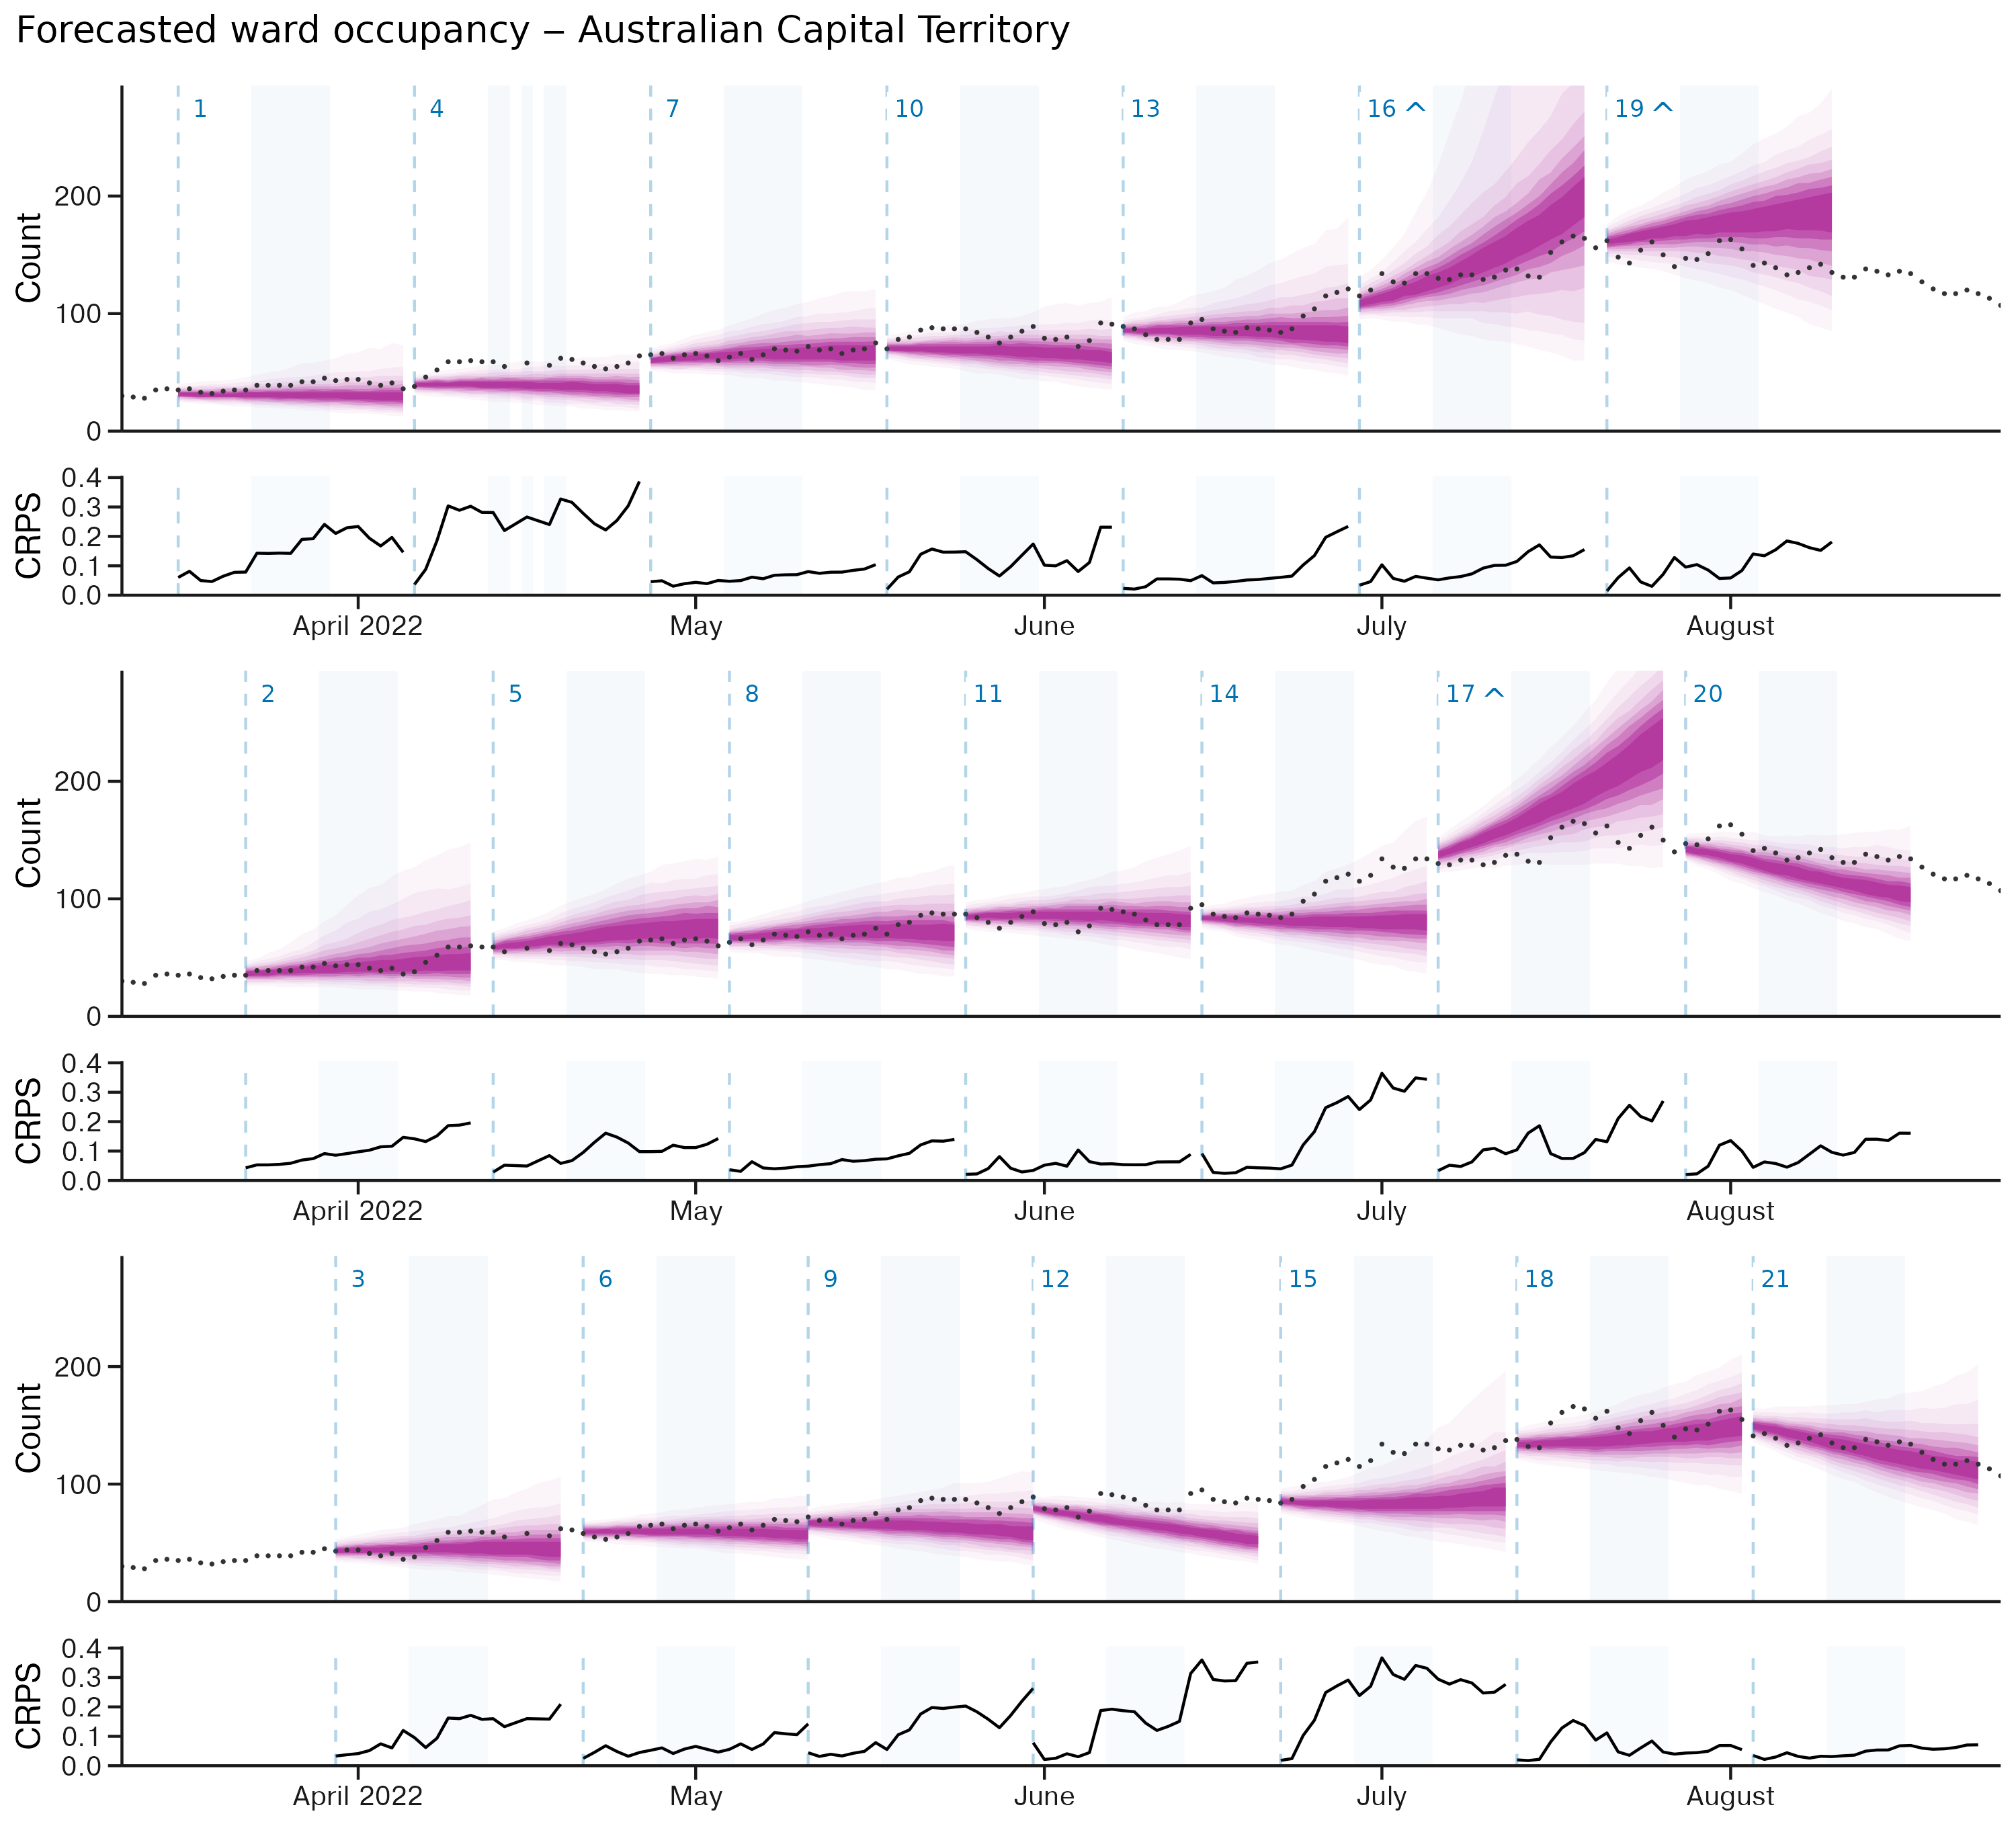 Forecasted ward occupancy – Australian Capital Territory
1 4 7 10 13 16 ^ 19 ^
Count
200
100
0
CRPS
0.4
0.3
0.2
0.1
0.0
April 2022 May June July August
2 5 8 11 14 17 ^ 20
Count
200
100
0
CRPS
0.4
0.3
0.2
0.1
0.0
April 2022 May June July August
3 6 9 12 15 18 21
Count
200
100
0
CRPS
0.4
0.3
0.2
0.1
0.0
April 2022 May June July August